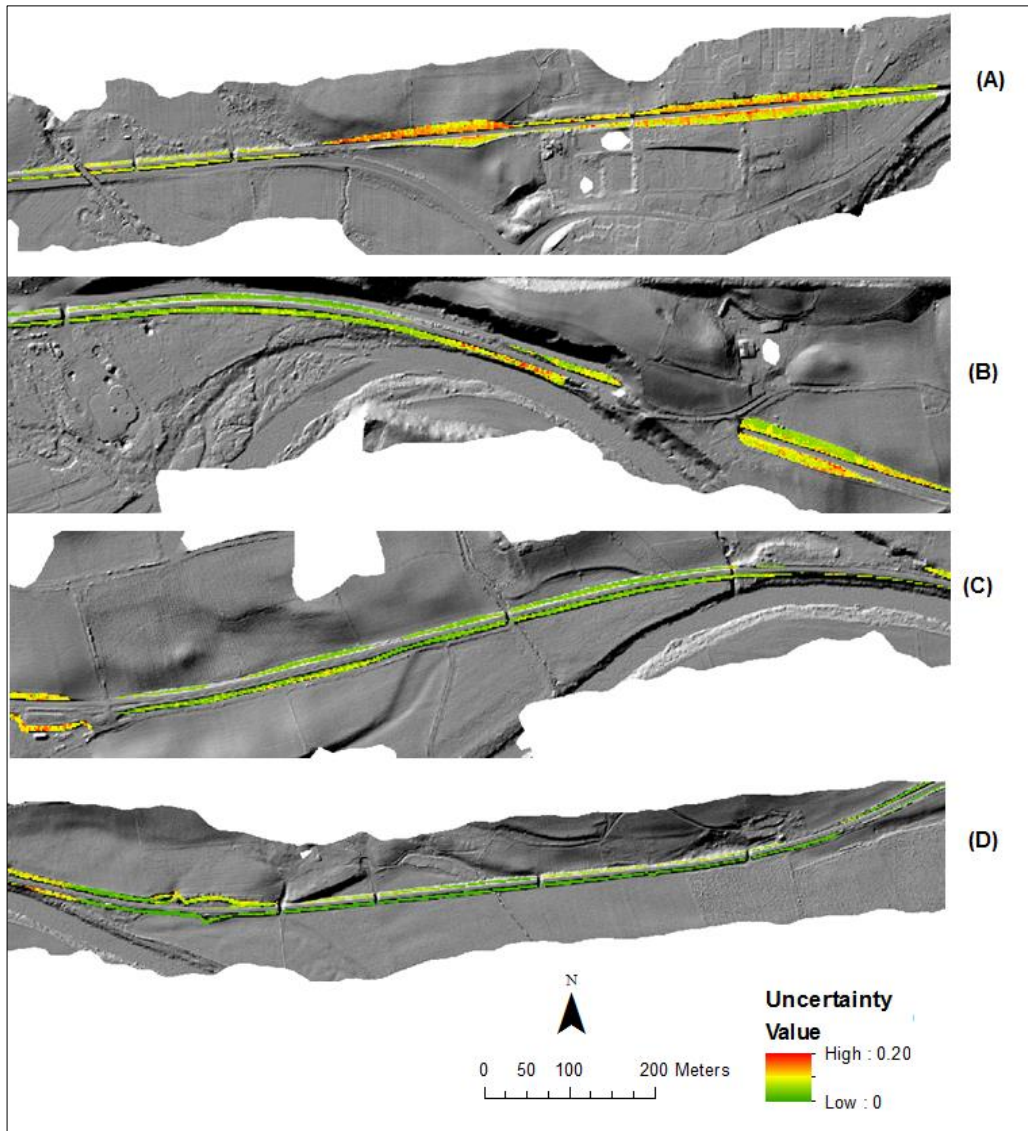 (A)
(B)
(C)
(D)
N
0 50 100 200 Meters
Uncertainty
Value
High : 0.20
Low : 0